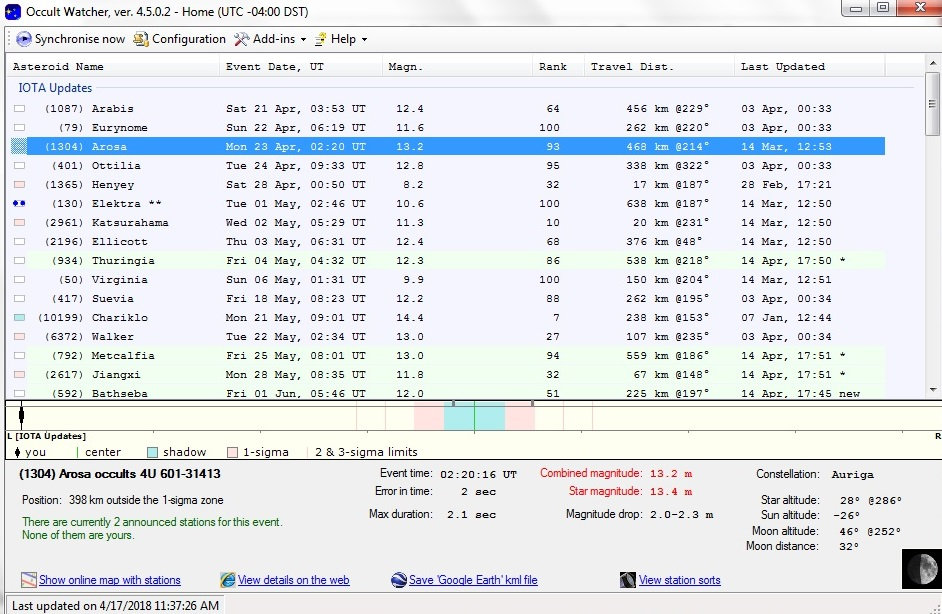 Occult Watcher, ver. 4.5.0.2 - Home (UTC -04:00 DST)
Synchronise now Configuration Add-ins Help
Asteroid Name Event Date, UT Magn. Rank Travel Dist. Last Updated
IOTA Updates
(1087) Arabis Sat 21 Apr, 03:53 UT 12.4 64 456 km @229° 03 Apr, 00:33
(79) Eurynome Sun 22 Apr, 06:19 UT 11.6 100 262 km @220° 03 Apr, 00:33
(1304) Arosa Mon 23 Apr, 02:20 UT 13.2 93 468 km @214° 14 Mar, 12:53
(401) Ottilia Tue 24 Apr, 09:33 UT 12.8 95 338 km @322° 03 Apr, 00:33
(1365) Henyey Sat 28 Apr, 00:50 UT 8.2 32 17 km @187° 28 Feb, 17:21
(130) Elektra ** Tue 01 May, 02:46 UT 10.6 100 638 km @187° 14 Mar, 12:50
(2961) Katsurahama Wed 02 May, 05:29 UT 11.3 10 20 km @231° 14 Mar, 12:50
(2196) Ellicott Thu 03 May, 06:31 UT 12.4 68 376 km @48° 14 Mar, 12:50
(934) Thuringia Fri 04 May, 04:32 UT 12.3 86 538 km @218° 14 Apr, 17:50 *
(50) Virginia Sun 06 May, 01:31 UT 9.9 100 150 km @204° 14 Mar, 12:51
(417) Suevia Fri 18 May, 08:23 UT 12.2 88 262 km @195° 03 Apr, 00:34
(10199) Chariklo Mon 21 May, 09:01 UT 14.4 7 238 km @153° 07 Jan, 12:44
(6372) Walker Tue 22 May, 02:34 UT 13.0 27 107 km @235° 03 Apr, 00:34
(792) Metcalfia Fri 25 May, 08:01 UT 13.0 94 559 km @186° 14 Apr, 17:51 *
(2617) Jiangxi Mon 28 May, 08:35 UT 11.8 32 67 km @148° 14 Apr, 17:51 *
(592) Bathseba Fri 01 Jun, 05:46 UT 12.0 51 225 km @197° 14 Apr, 17:45 new
L [IOTA Updates] R
you center shadow 1-sigma 2 & 3-sigma limits
(1304) Arosa occults 4U 601-31413 Event time: 02:20:16 UT Combined magnitude: 13.2 m Constellation: Auriga
Position: 398 km outside the 1-sigma zone Error in time: 2 sec Star magnitude: 13.4 m Star altitude: 28° @286°
There are currently 2 announced stations for this event. Max duration: 2.1 sec Magnitude drop: 2.0-2.3 m Sun altitude: -26°
None of them are yours. Moon altitude: 46° @252°
Moon distance: 32°
Show online map with stations View details on the web Save 'Google Earth' kml file View station sorts
Last updated on 4/17/2018 11:37:26 AM